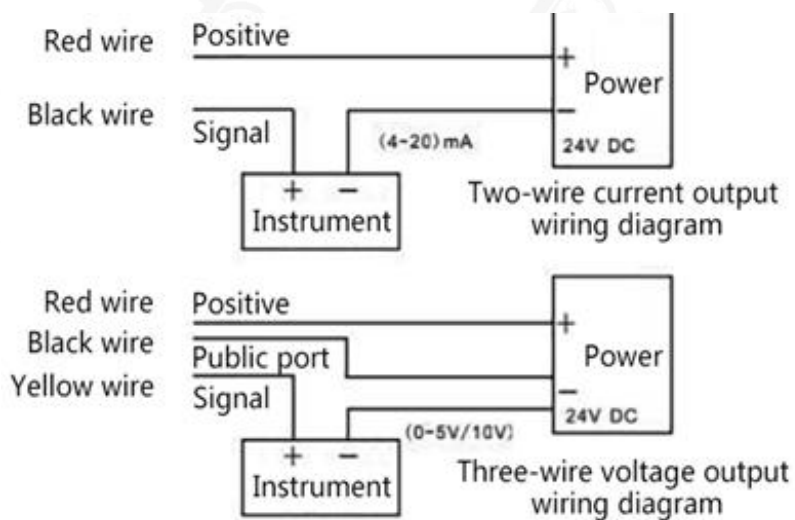 Red wire Positive
+
Power
Black wire
−
Signal
(4-20)mA
24V DC
+ −
Instrument
Two-wire current output
wiring diagram
Red wire Positive
+
Black wire
Public port
Power
Yellow wire
−
Signal
24V DC
(0-5V/10V)
+ −
Instrument
Three-wire voltage output
wiring diagram